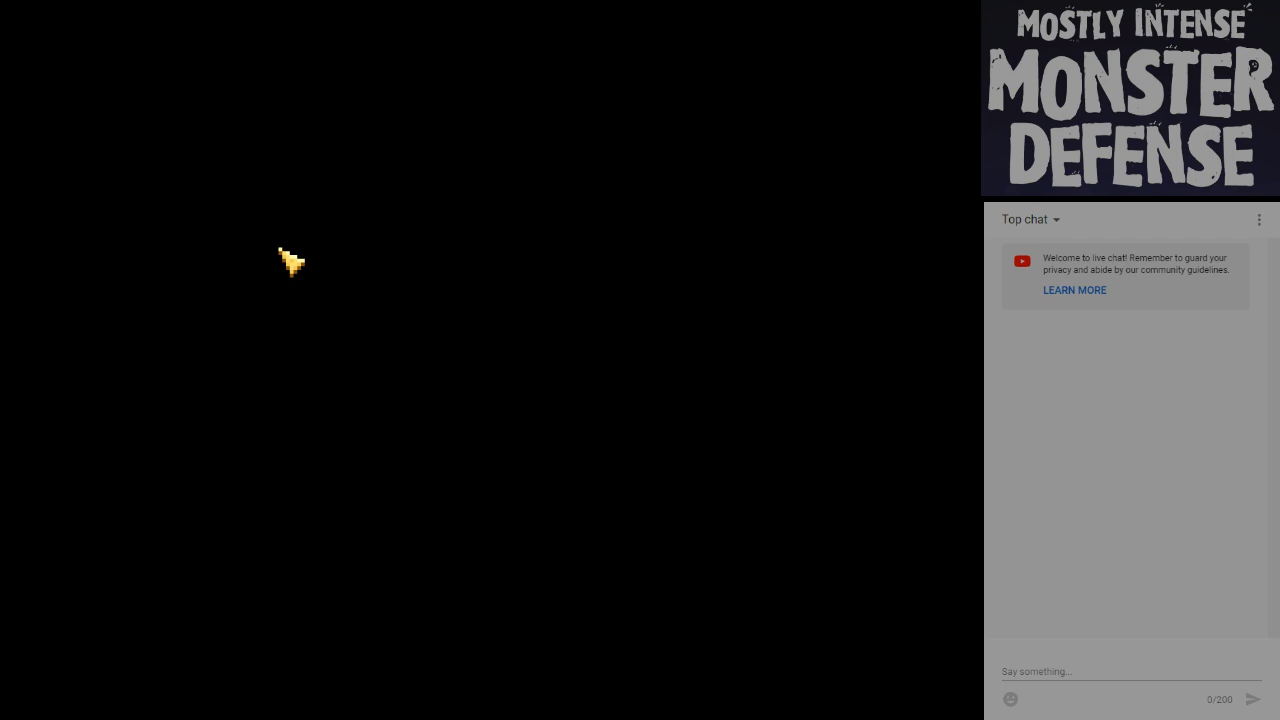 MOSTLY INTENSE
MONSTER
DEFENSE
Top chat
Welcome to live chat! Remember to guard your
privacy and abide by our community guidelines.
LEARN MORE
Say something...
0/200